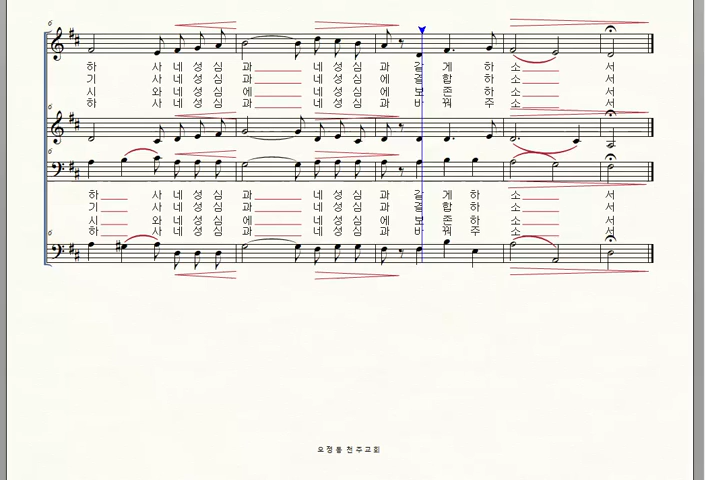 6
하 사 네 성 심 과 네 성 심 과 같 게 하 소 서
기 사 네 성 심 과 네 성 심 과 결 합 하 소 서
시 와 네 성 심 에 네 성 심 에 보 존 하 소 서
하 사 네 성 심 과 네 성 심 과 바 꿔 주 소 서
6
6
하 사 네 성 심 과 네 성 심 과 같 게 하 소 서
기 사 네 성 심 과 네 성 심 과 결 합 하 소 서
시 와 네 성 심 에 네 성 심 에 보 존 하 소 서
하 사 네 성 심 과 네 성 심 과 바 꿔 주 소 서
6
요정동 천주교회